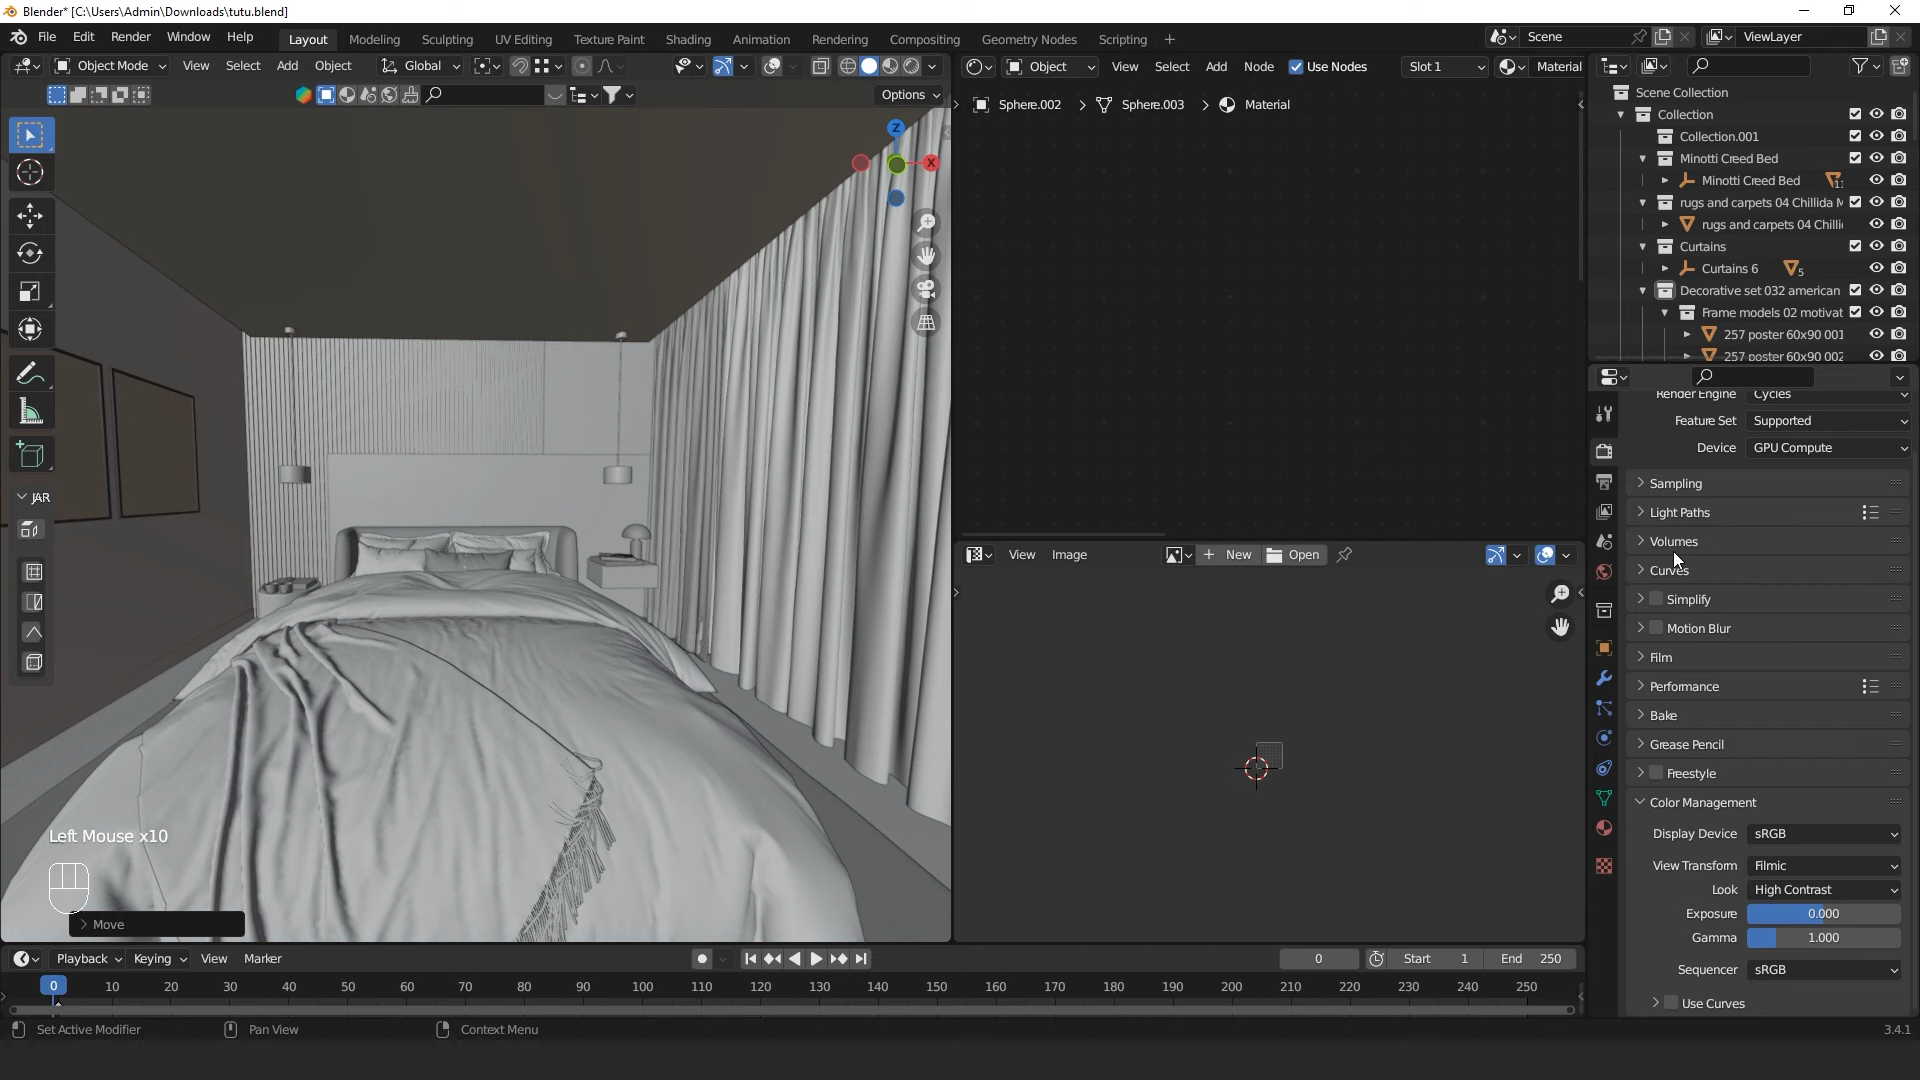 Blender* [C:\Users\Admin\Downloads\tutu.blend]
File Edit Render Window Help Layout Modeling Sculpting UV Editing Texture Paint Shading Animation Rendering Compositing Geometry Nodes Scripting + Scene ViewLayer
Object Mode View Select Add Object Global
Options
Z
X
JAR
Left Mouse x10
Move
Object View Select Add Node Use Nodes Slot 1 Material
Sphere.002 Sphere.003 Material
View Image New Open
Scene Collection
Collection
Collection.001
Minotti Creed Bed
Minotti Creed Bed
rugs and carpets 04 Chillida M
rugs and carpets 04 Chilli
Curtains
Curtains 6 5
Decorative set 032 american
Frame models 02 motivat
257 poster 60x90 001
257 poster 60x90 002
Render Engine Cycles
Feature Set Supported
Device GPU Compute
Sampling
Light Paths
Volumes
Curves
Simplify
Motion Blur
Film
Performance
Bake
Grease Pencil
Freestyle
Color Management
Display Device sRGB
View Transform Filmic
Look High Contrast
Exposure 0.000
Gamma 1.000
Sequencer sRGB
Use Curves
Playback Keying View Marker 0 Start 1 End 250
0 10 20 30 40 50 60 70 80 90 100 110 120 130 140 150 160 170 180 190 200 210 220 230 240 250
Set Active Modifier Pan View Context Menu 3.4.1